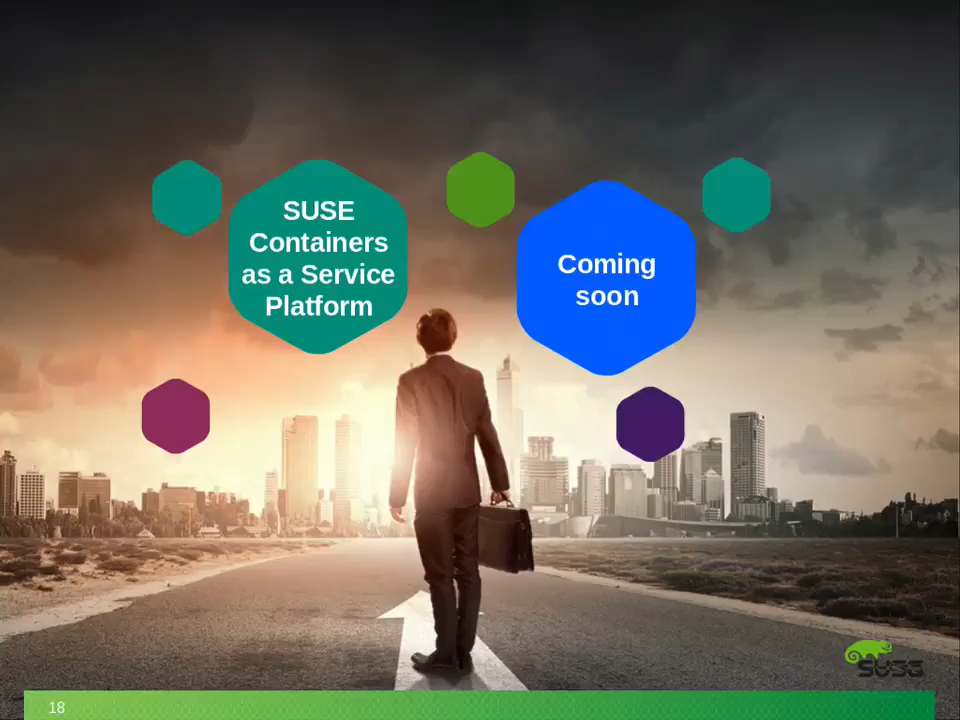 SUSE
Containers
as a Service
Platform
Coming
soon
SUSE
18